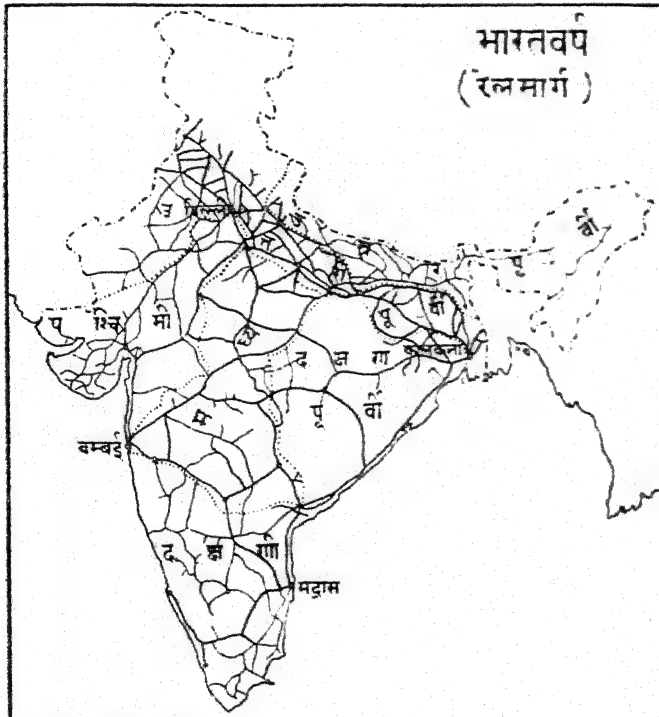 भारतवर्ष
(रेलमार्ग)
उ
दिल्ली
त्त
पू र्वी
प श्चि मी
पू र्वी
कलकत्ता
द क्ष ण
पू र्वी
म ध्य
बम्बई
द क्ष णी
मद्रास